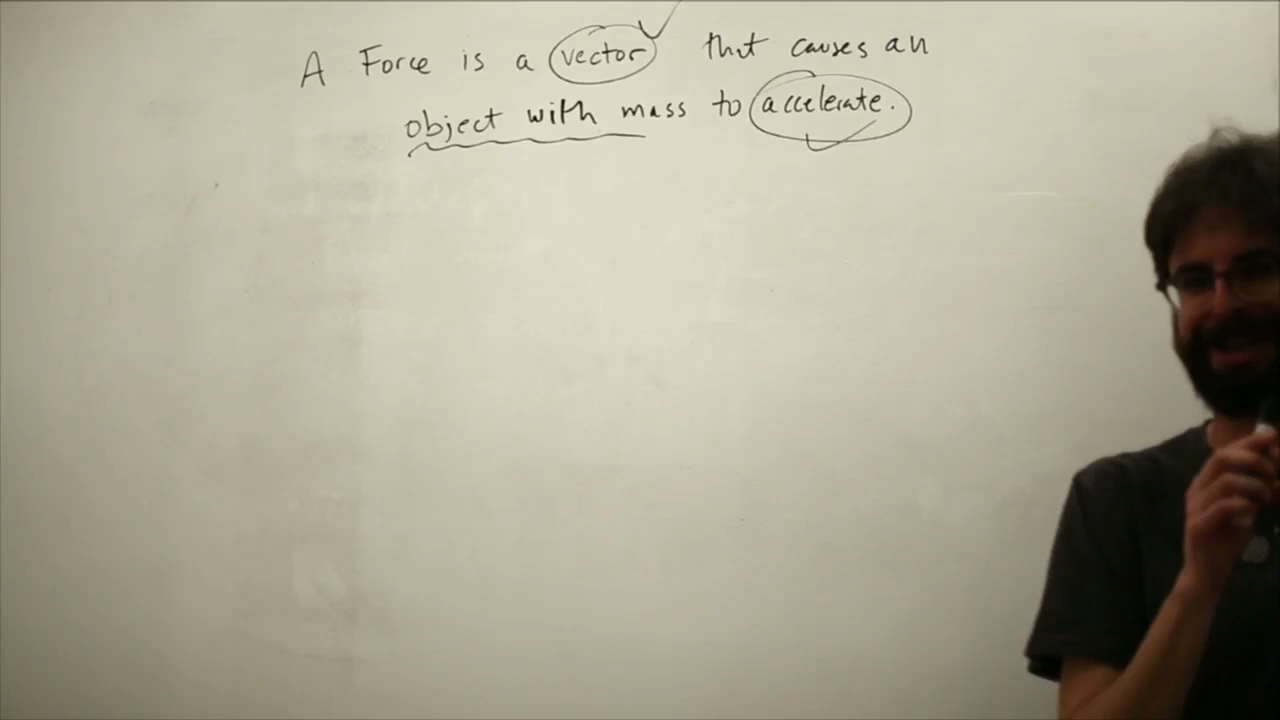 A Force is a vector that causes an
object with mass to accelerate.